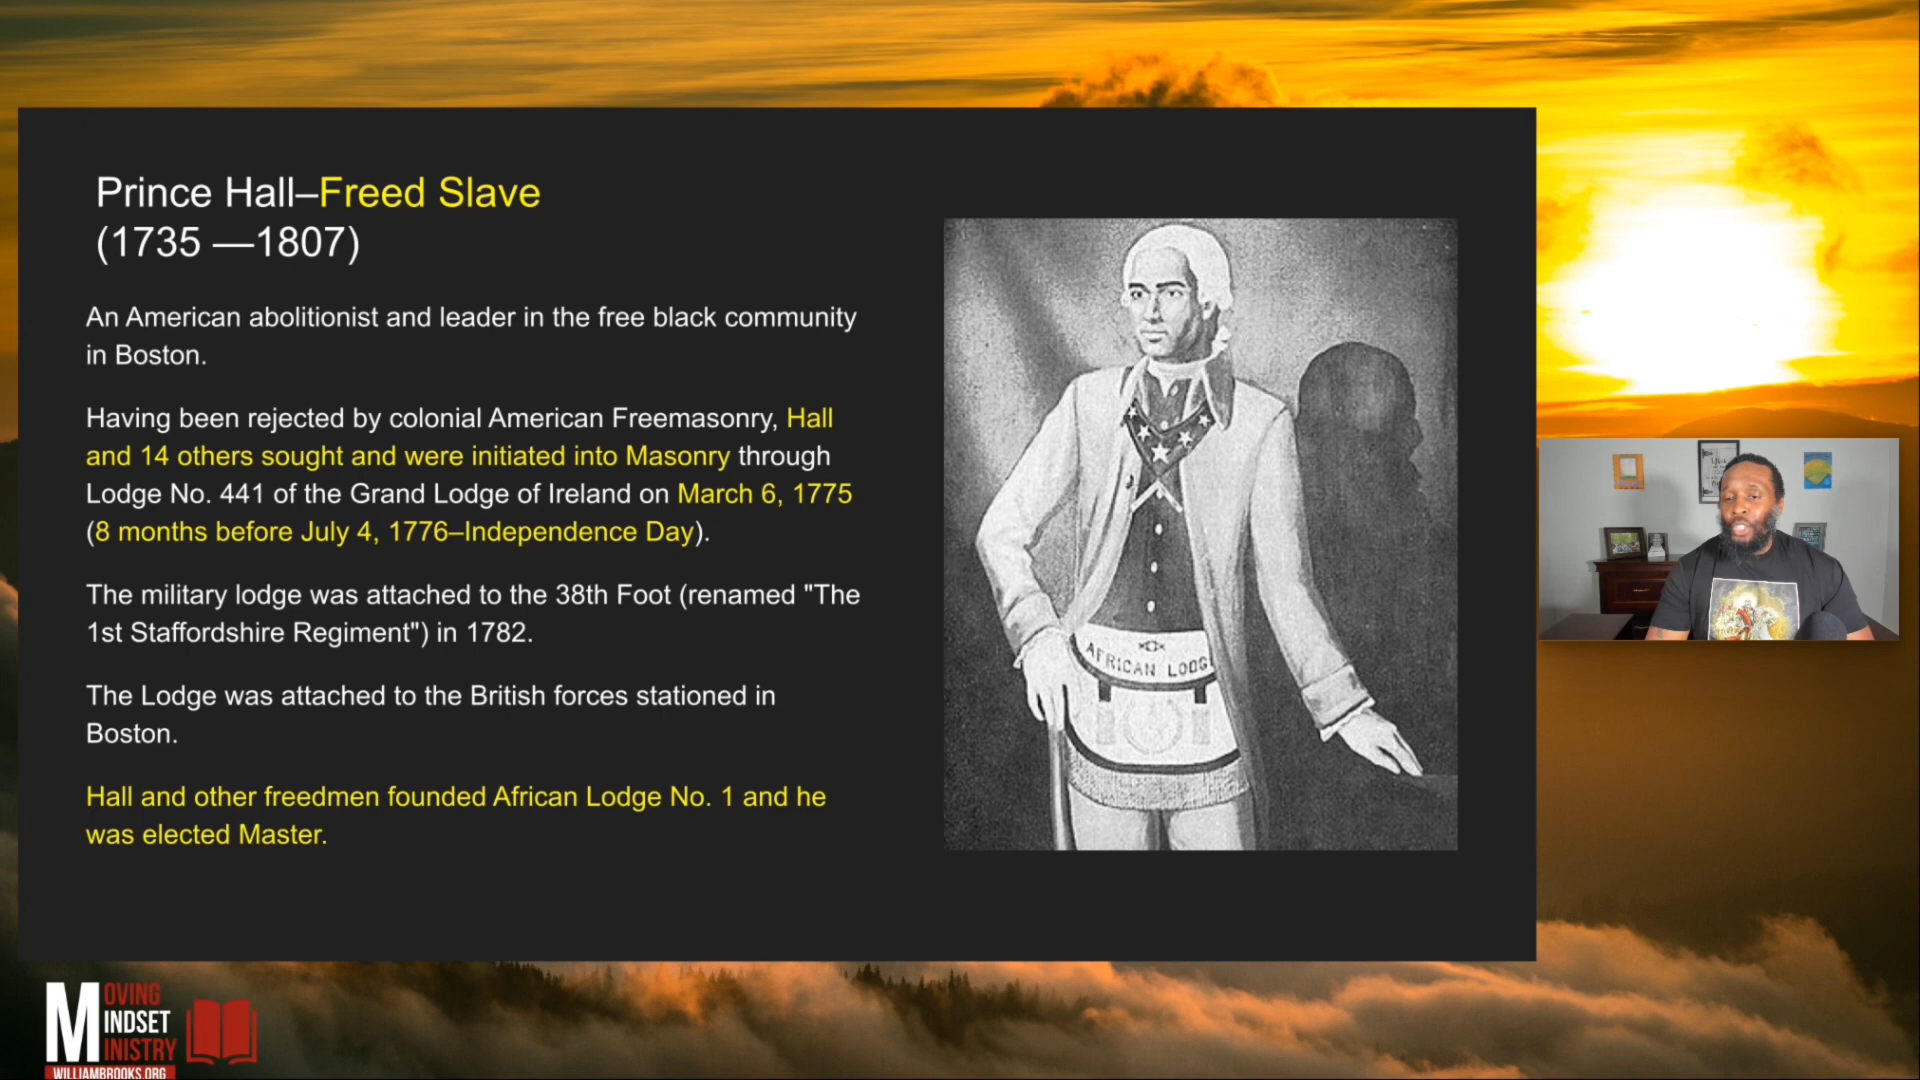 Prince Hall–Freed Slave
(1735 —1807)
An American abolitionist and leader in the free black community
in Boston.
Having been rejected by colonial American Freemasonry, Hall
and 14 others sought and were initiated into Masonry through
Lodge No. 441 of the Grand Lodge of Ireland on March 6, 1775
(8 months before July 4, 1776–Independence Day).
The military lodge was attached to the 38th Foot (renamed "The
1st Staffordshire Regiment") in 1782.
The Lodge was attached to the British forces stationed in
Boston.
Hall and other freedmen founded African Lodge No. 1 and he
was elected Master.
AFRICAN LODG
MOVING
MINDSET
MINISTRY
WILLIAMBROOKS.ORG